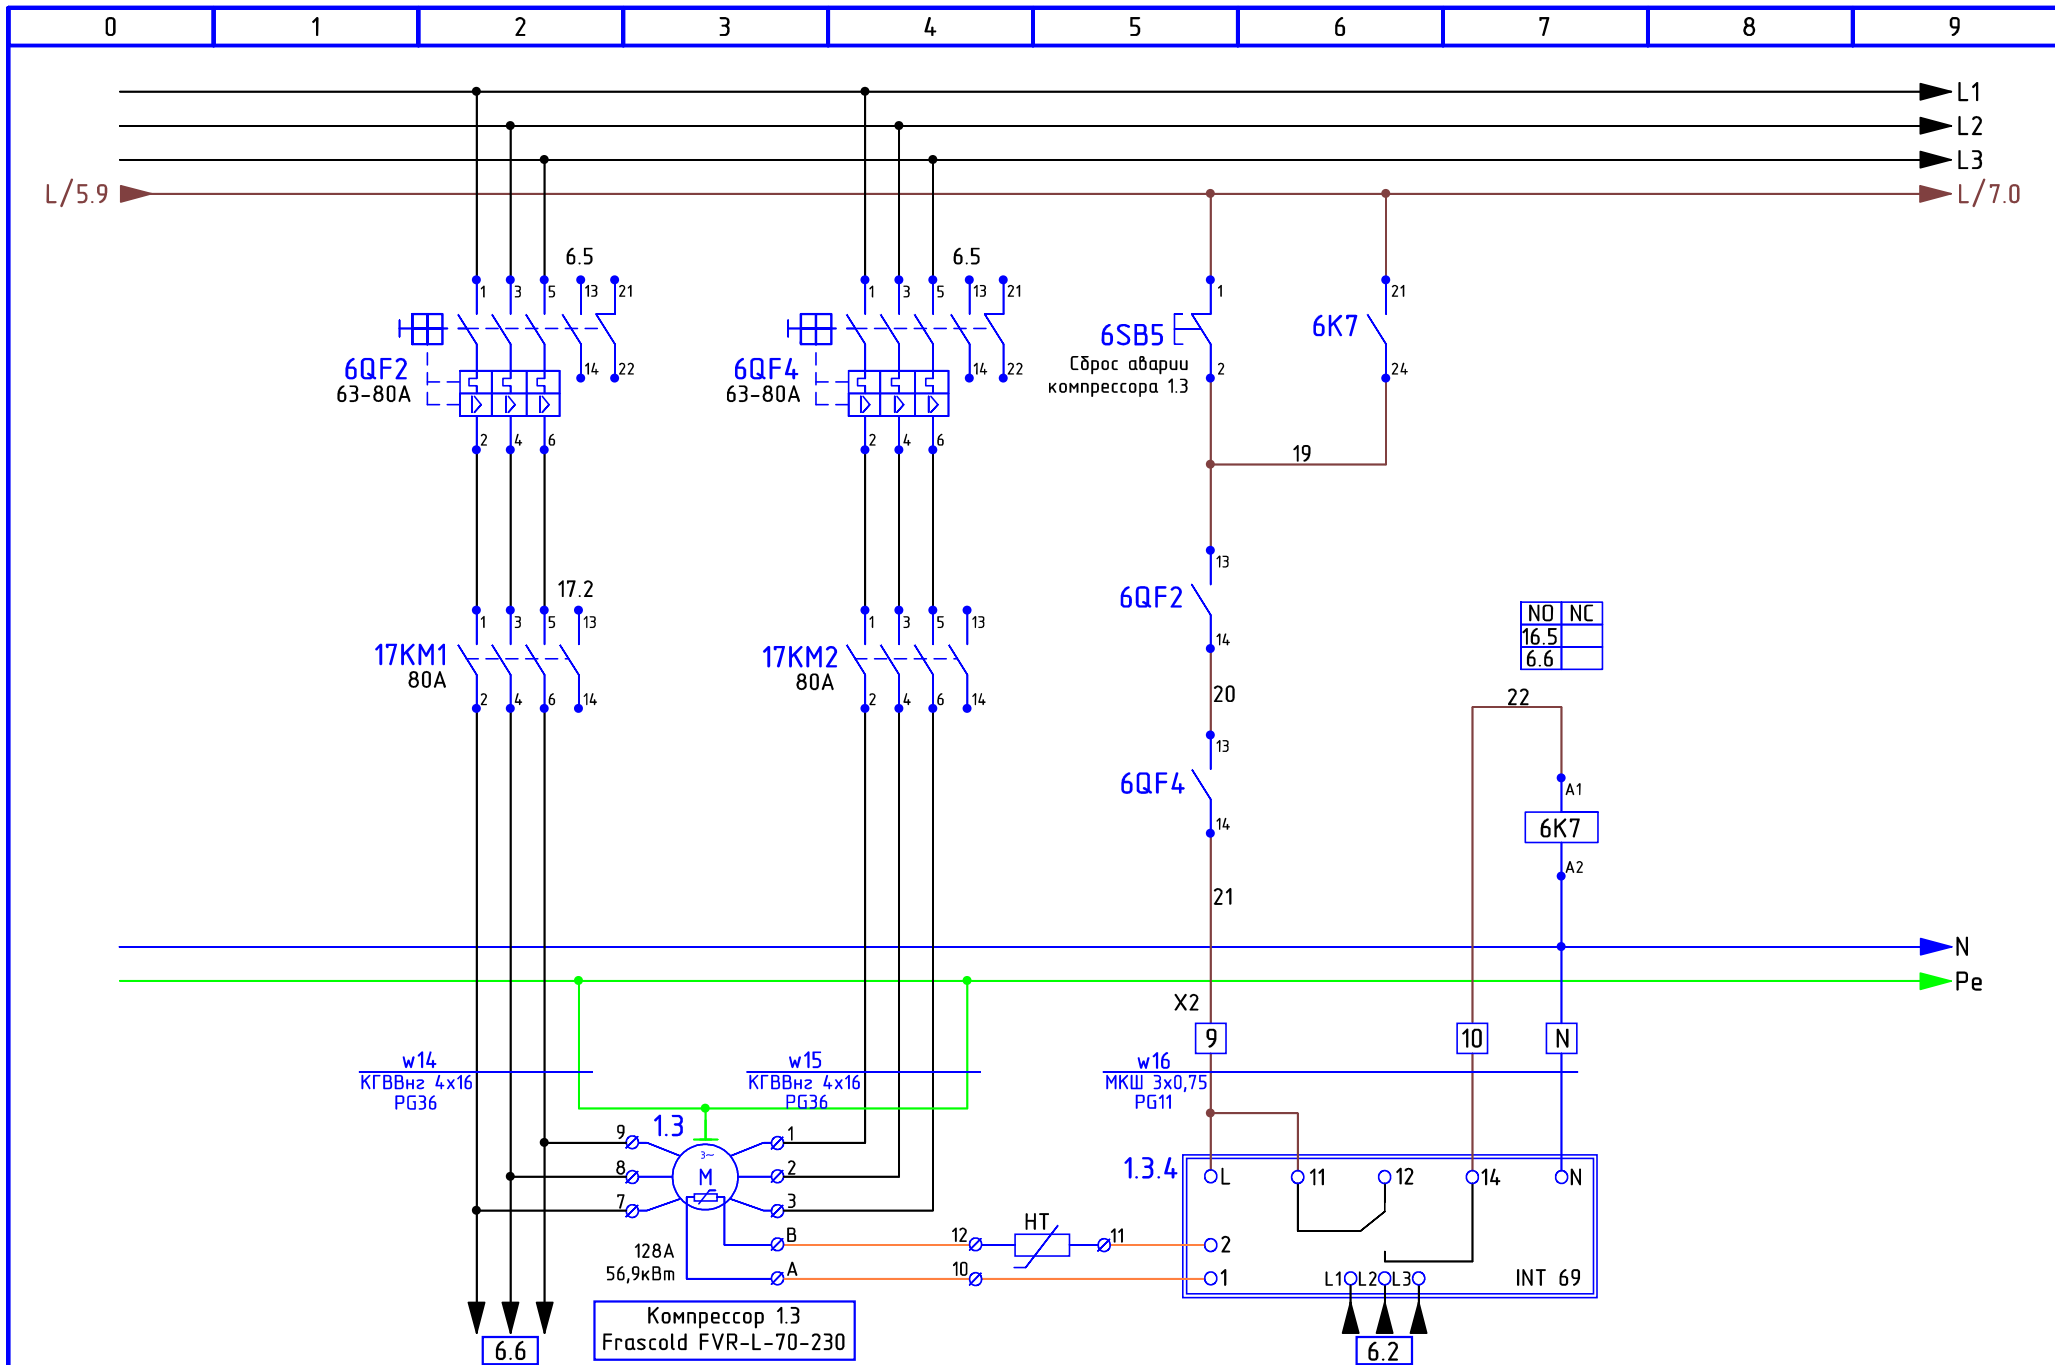 0 1 2 3 4 5 6 7 8 9
L1
L2
L3
L/5.9 L/7.0
6.5 6.5
1 3 5 13 21 1 3 5 13 21 1 21
6QF2 6QF4 6SB5 6K7
63-80A 63-80A Сброс аварии
компрессора 1.3
14 22 14 22 2 24
2 4 6 2 4 6
19
13
6QF2
14
17.2
1 3 5 13 1 3 5 13
17KM1 17KM2
80A 80A
2 4 6 14 2 4 6 14
NO NC
16.5
6.6
20
22
13
6QF4
14
A1
6K7
A2
21
N
Pe
X2
9 10 N
w14 w15 w16
КГВВнг 4x16 КГВВнг 4x16 МКШ 3x0,75
PG36 PG36 PG11
1.3
9 1
3~
8 M 2
7 3
B 12 НТ 11
A 10
128A
56,9кВт
1.3.4
L 11 12 14 N
2
1 L1 L2 L3 INT 69
Компрессор 1.3
Frascold FVR-L-70-230
6.6 6.2